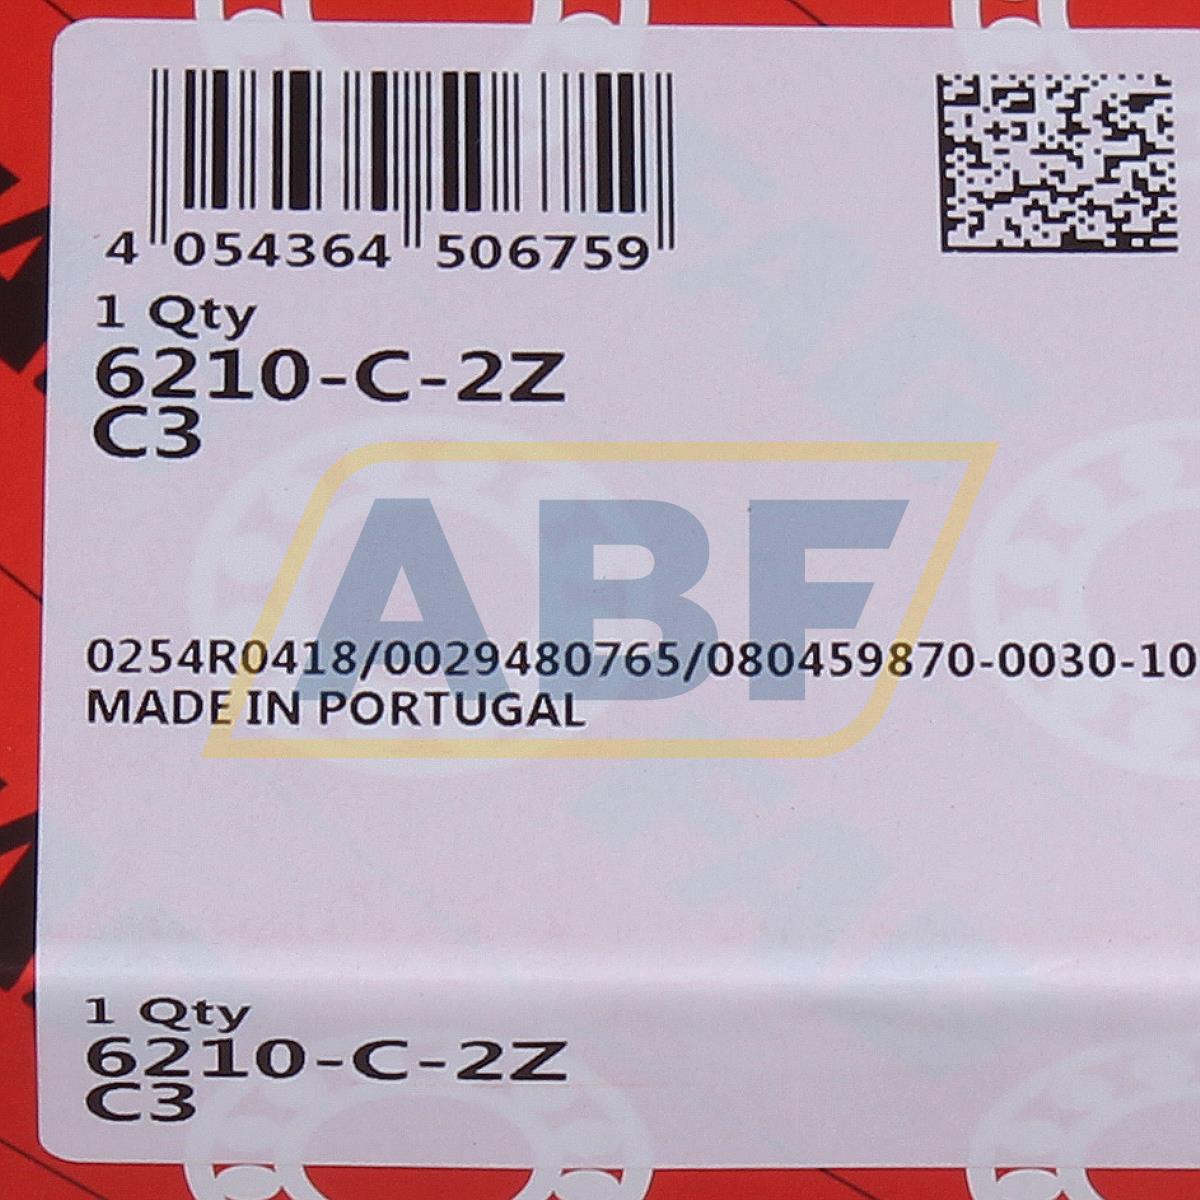 4 054364 506759
1 Qty
6210-C-2Z
C3
ABF
0254R0418/0029480765/080459870-0030-10
MADE IN PORTUGAL
1 Qty
6210-C-2Z
C3